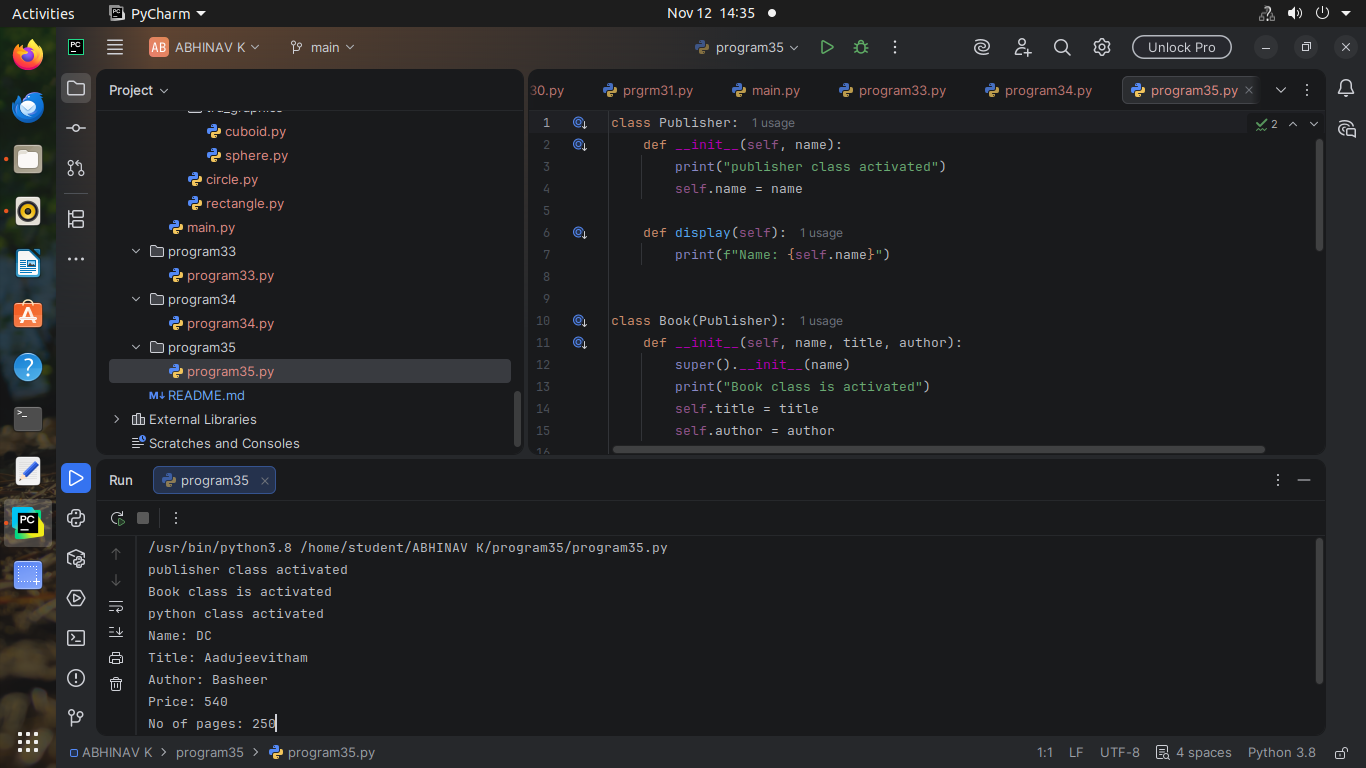 Activities PyCharm Nov 12 14:35
PC AB ABHINAV K main program35 Unlock Pro
Project
30.py prgrm31.py main.py program33.py program34.py program35.py
cuboid.py
sphere.py
circle.py
rectangle.py
main.py
program33
program33.py
program34
program34.py
program35
program35.py
M↓ README.md
External Libraries
Scratches and Consoles
1 class Publisher: 1 usage 2
2 def __init__(self, name):
3 print("publisher class activated")
4 self.name = name
5
6 def display(self): 1 usage
7 print(f"Name: {self.name}")
8
9
10 class Book(Publisher): 1 usage
11 def __init__(self, name, title, author):
12 super().__init__(name)
13 print("Book class is activated")
14 self.title = title
15 self.author = author
16
Run program35
/usr/bin/python3.8 /home/student/ABHINAV K/program35/program35.py
publisher class activated
Book class is activated
python class activated
Name: DC
Title: Aadujeevitham
Author: Basheer
Price: 540
No of pages: 250
ABHINAV K > program35 > program35.py 1:1 LF UTF-8 4 spaces Python 3.8